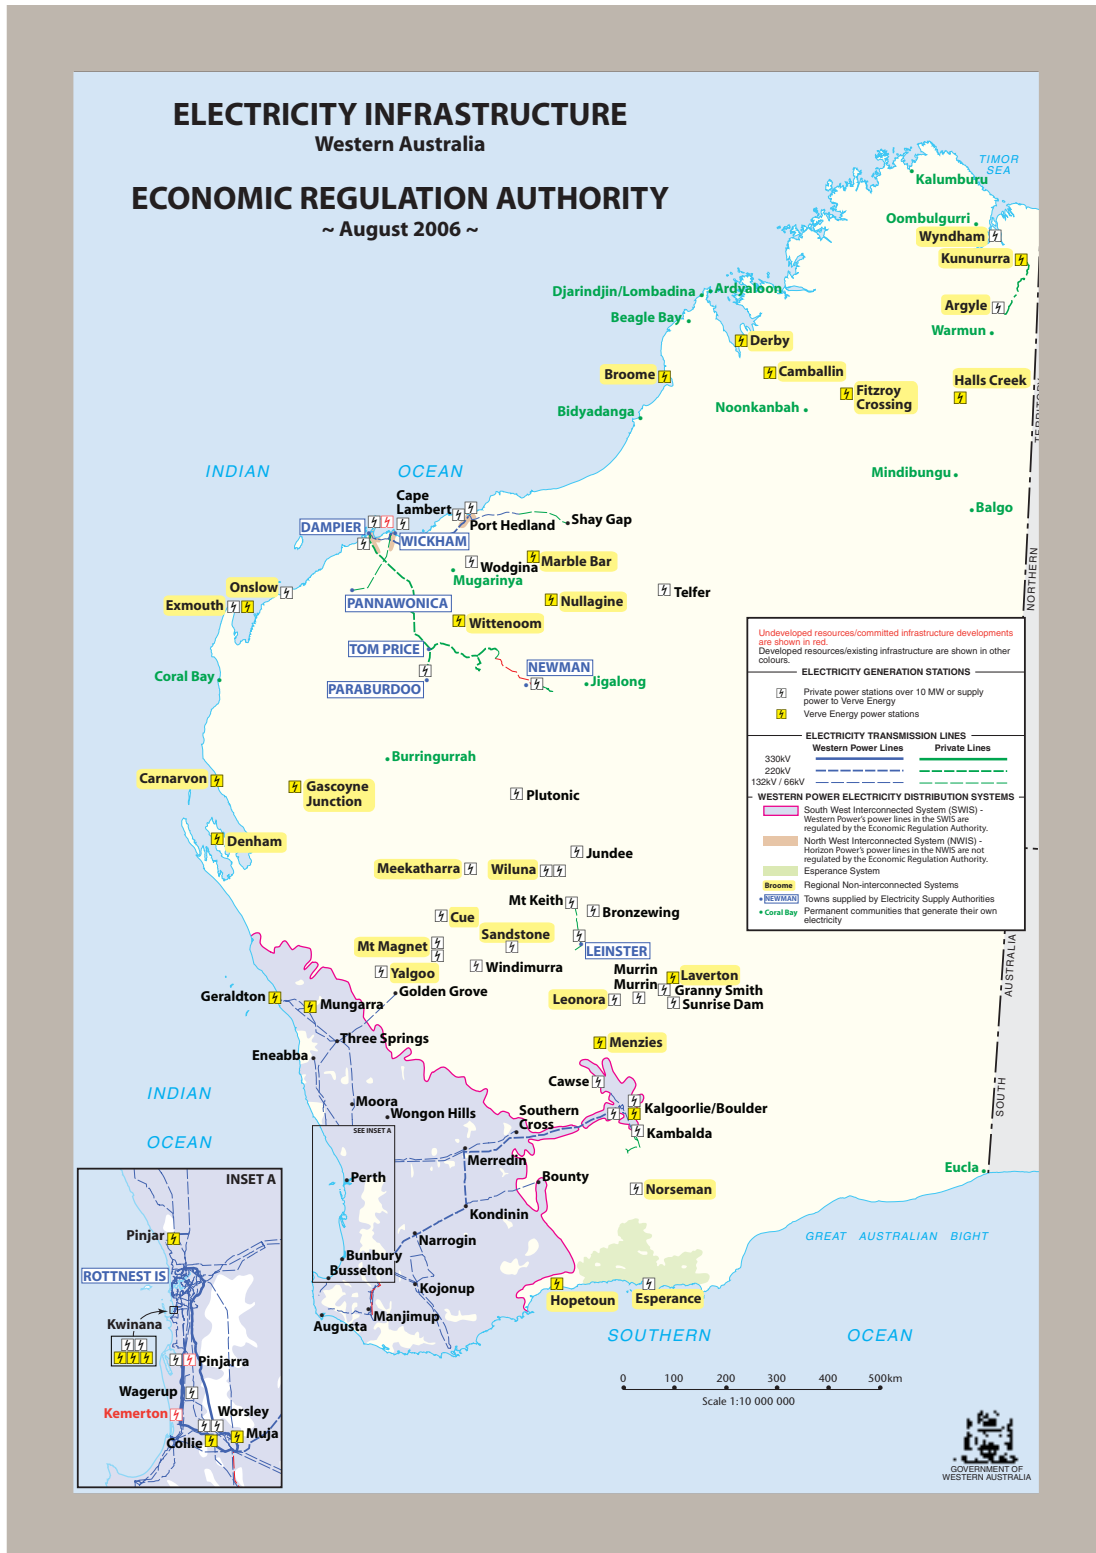 ELECTRICITY INFRASTRUCTURE
Western Australia
ECONOMIC REGULATION AUTHORITY
~ August 2006 ~
TIMOR
SEA
Kalumburu
Oombulgurri
Wyndham
Kununurra
Argyle
Warmun
Djarindjin/Lombadina
Ardyaloon
Beagle Bay
Derby
Broome
Camballin
Fitzroy
Crossing
Halls Creek
Bidyadanga
Noonkanbah
TERRITORY
INDIAN
OCEAN
Mindibungu
Balgo
Cape
Lambert
Port Hedland
Shay Gap
DAMPIER
WICKHAM
Wodgina
Marble Bar
Mugarinya
NORTHERN
Onslow
Exmouth
PANNAWONICA
Nullagine
Telfer
Wittenoom
TOM PRICE
NEWMAN
Coral Bay
PARABURDOO
Jigalong
Undeveloped resources/committed infrastructure developments
are shown in red.
Developed resources/existing infrastructure are shown in other
colours.
ELECTRICITY GENERATION STATIONS
Private power stations over 10 MW or supply
power to Verve Energy
Verve Energy power stations
ELECTRICITY TRANSMISSION LINES
Western Power Lines
Private Lines
330kV
220kV
132kV / 66kV
WESTERN POWER ELECTRICITY DISTRIBUTION SYSTEMS
South West Interconnected System (SWIS) -
Western Power's power lines in the SWIS are
regulated by the Economic Regulation Authority.
North West Interconnected System (NWIS) -
Horizon Power's power lines in the NWIS are not
regulated by the Economic Regulation Authority.
Esperance System
Broome
Regional Non-interconnected Systems
NEWMAN
Towns supplied by Electricity Supply Authorities
Coral Bay
Permanent communities that generate their own
electricity
Burringurrah
Carnarvon
Gascoyne
Junction
Plutonic
Denham
Jundee
Meekatharra
Wiluna
Mt Keith
Bronzewing
Cue
Sandstone
Mt Magnet
LEINSTER
Yalgoo
Windimurra
Murrin
Murrin
Laverton
Granny Smith
Sunrise Dam
Leonora
Golden Grove
Geraldton
Mungarra
AUSTRALIA
SOUTH
Three Springs
Eneabba
Menzies
Cawse
INDIAN
OCEAN
Moora
Wongon Hills
Southern
Cross
Kalgoorlie/Boulder
Kambalda
SEE INSET A
Merredin
Perth
Bounty
Norseman
Eucla
Kondinin
Narrogin
GREAT AUSTRALIAN BIGHT
Bunbury
Busselton
Kojonup
Hopetoun
Esperance
Augusta
Manjimup
SOUTHERN
OCEAN
INSET A
Pinjar
ROTTNEST IS
Kwinana
Pinjarra
Wagerup
Kemerton
Worsley
Collie
Muja
0 100 200 300 400 500km
Scale 1:10 000 000
GOVERNMENT OF
WESTERN AUSTRALIA